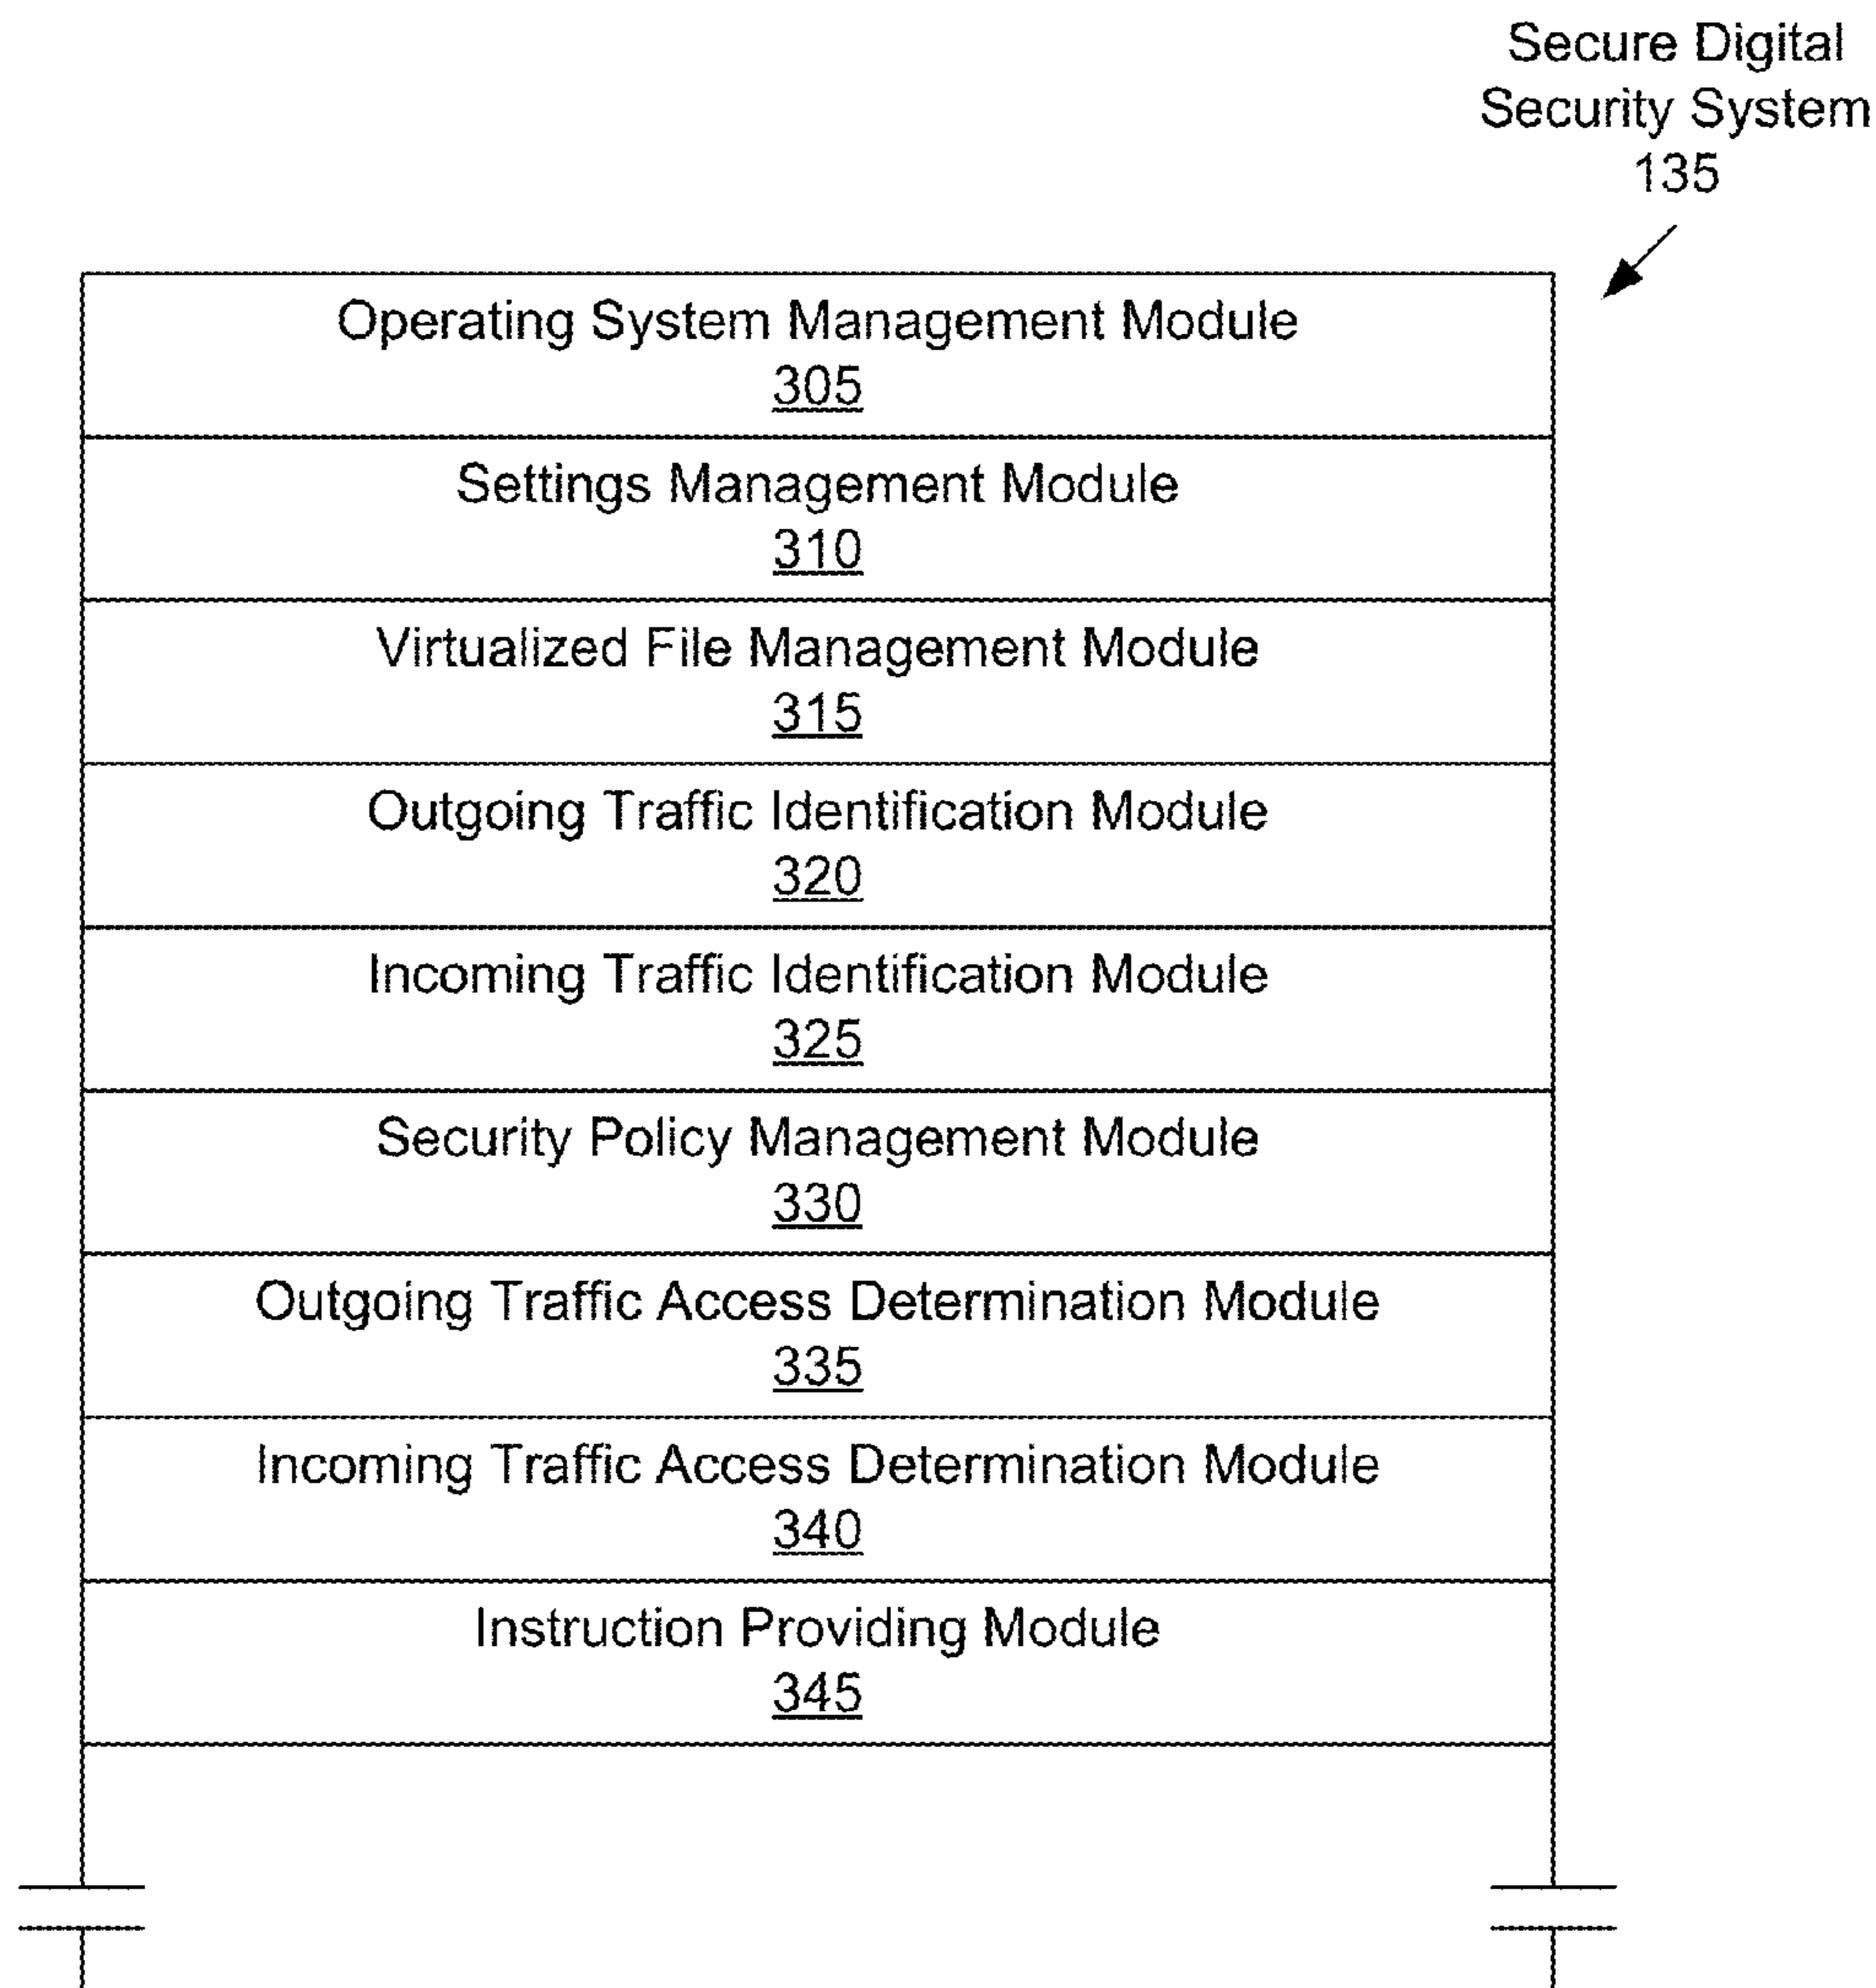 Secure Digital
Security System
135
Operating System Management Module
305
Settings Management Module
310
Virtualized File Management Module
315
Outgoing Traffic Identification Module
320
Incoming Traffic Identification Module
325
Security Policy Management Module
330
Outgoing Traffic Access Determination Module
335
Incoming Traffic Access Determination Module
340
Instruction Providing Module
345